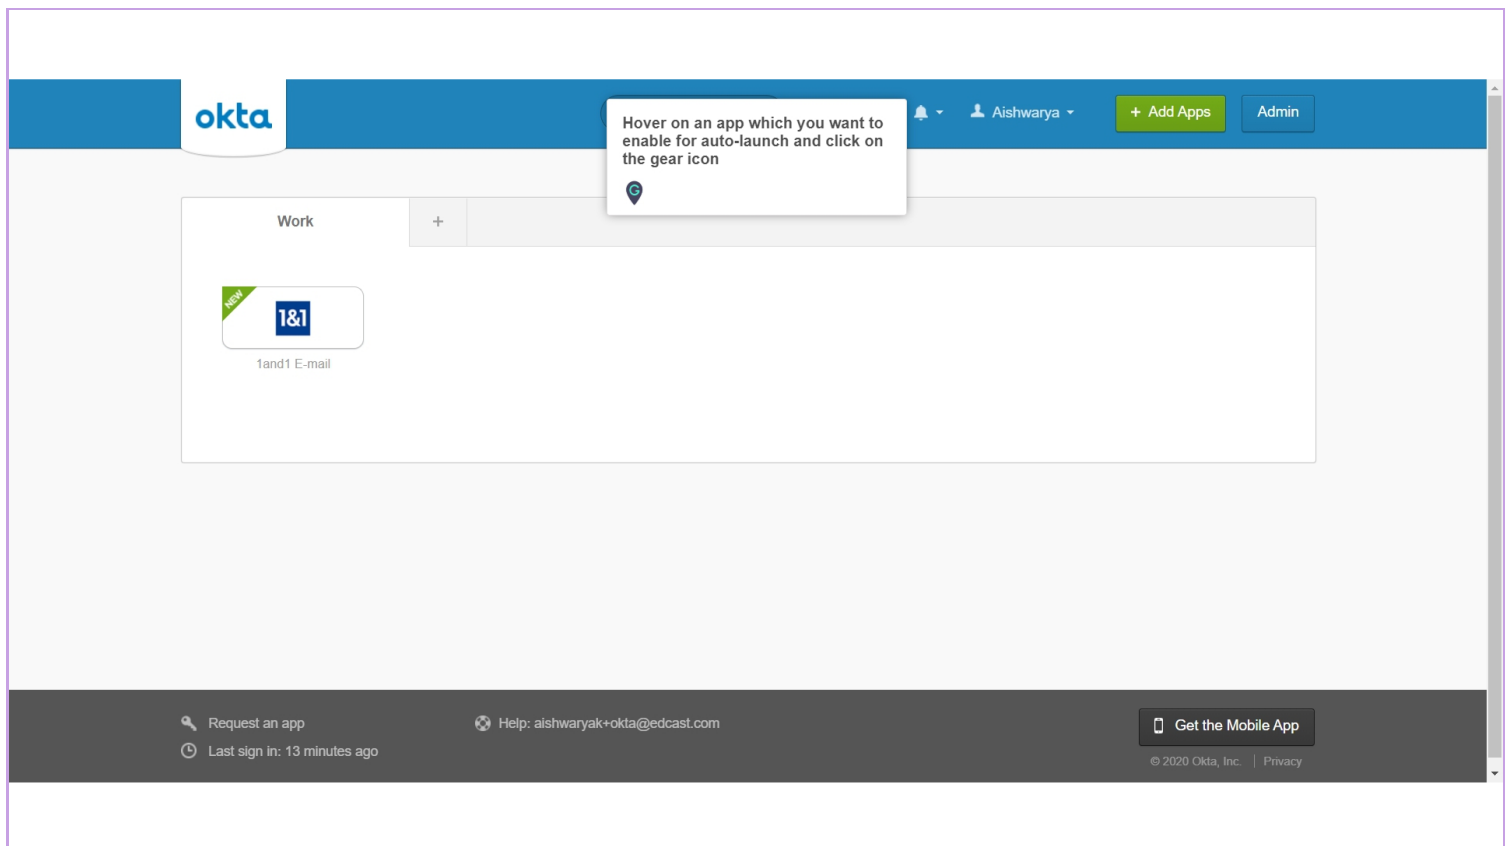 okta
Hover on an app which you want to
enable for auto-launch and click on
the gear icon
G
Aishwarya
+ Add Apps
Admin
Work
+
NEW
1&1
1and1 E-mail
Request an app
Help: aishwaryak+okta@edcast.com
Get the Mobile App
Last sign in: 13 minutes ago
© 2020 Okta, Inc. | Privacy